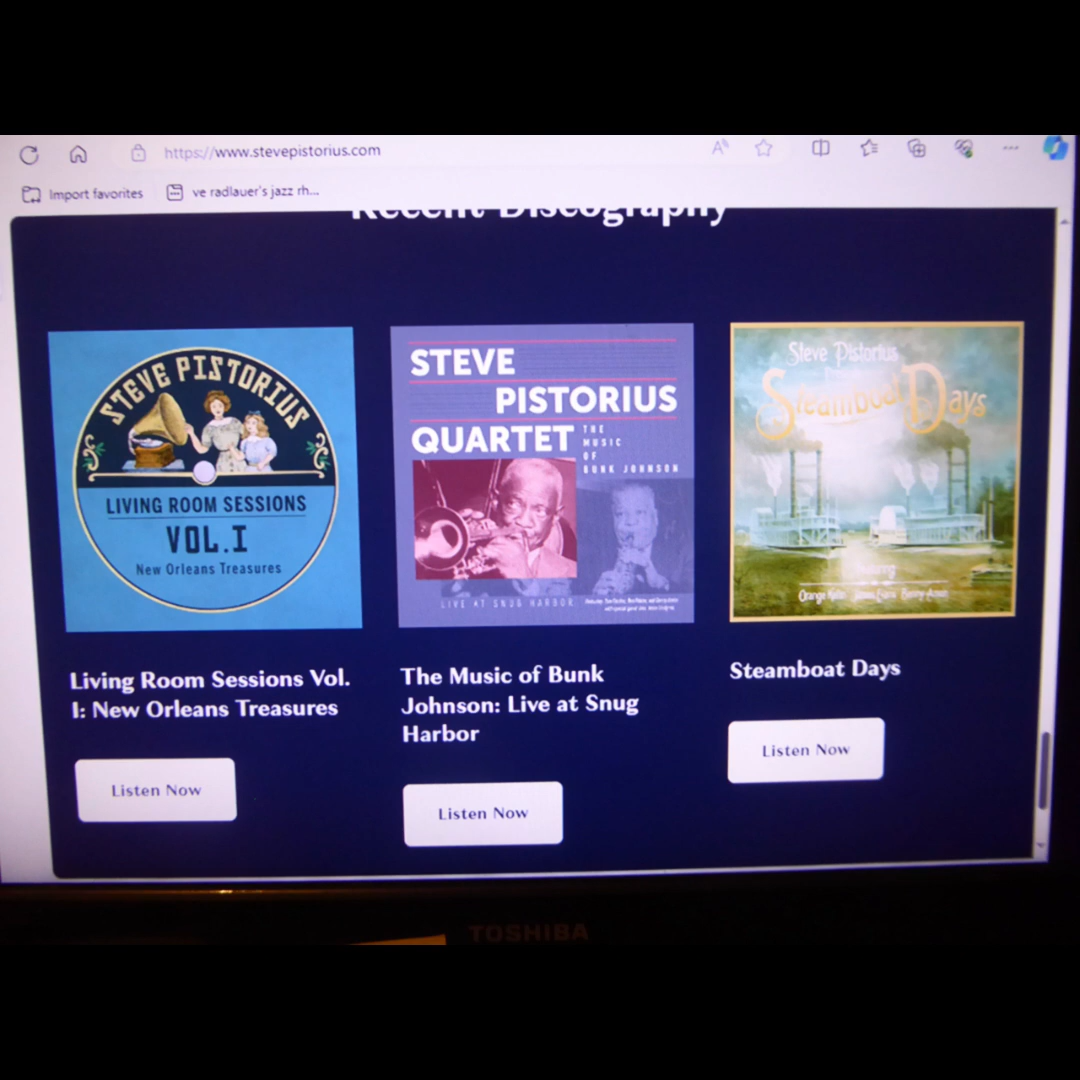 https://www.stevepistorius.com
Import favorites
ve radlauer's jazz rh...
Recent Discography
STEVE PISTORIUS
LIVING ROOM SESSIONS
VOL.I
New Orleans Treasures
STEVE
PISTORIUS
QUARTET
THE
MUSIC
OF
BUNK JOHNSON
LIVE AT SNUG HARBOR
Steve Pistorius
Steamboat Days
Living Room Sessions Vol.
I: New Orleans Treasures
Listen Now
The Music of Bunk
Johnson: Live at Snug
Harbor
Listen Now
Steamboat Days
Listen Now
TOSHIBA